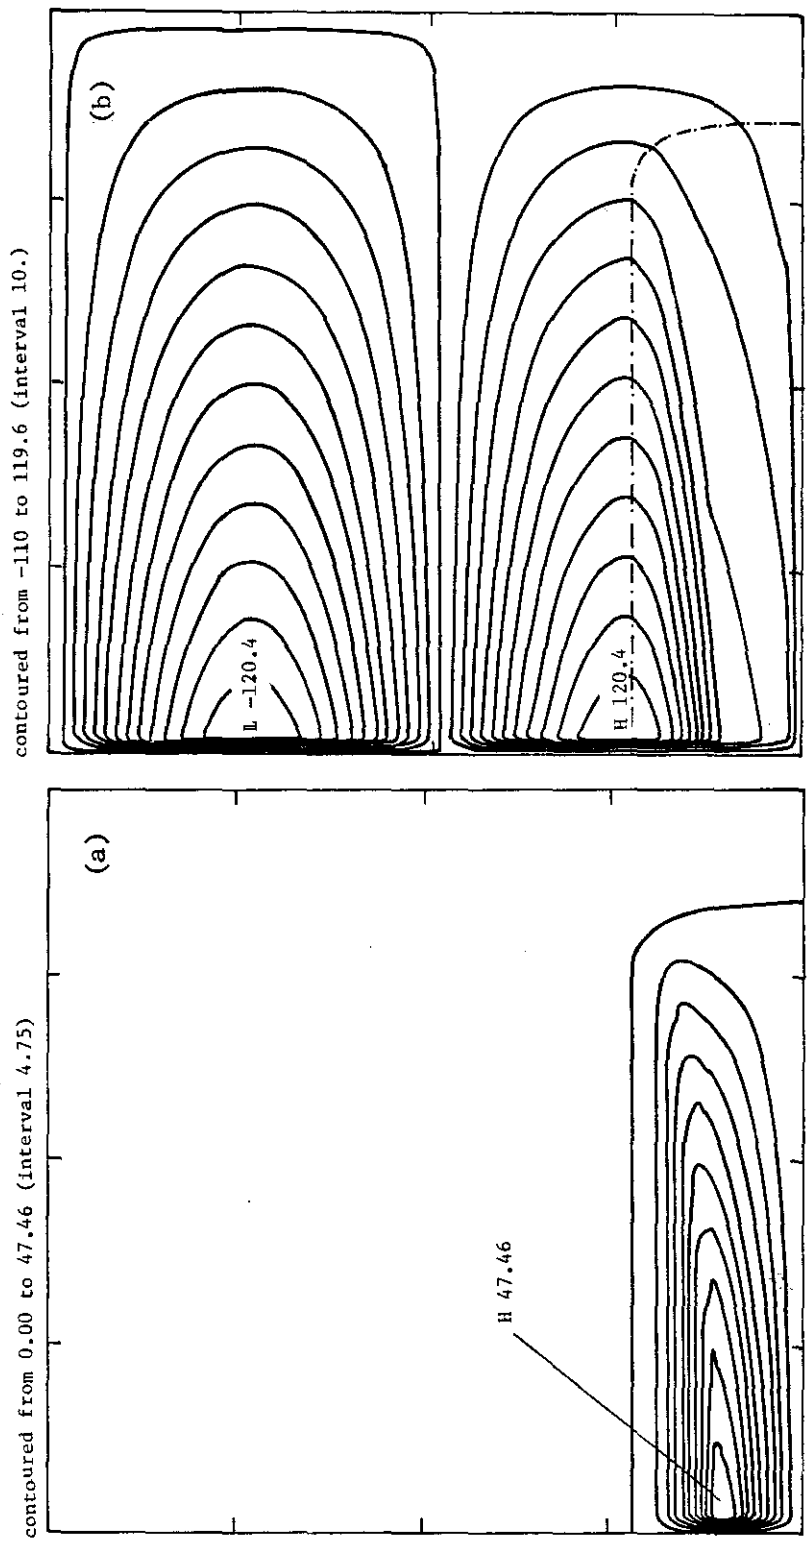 contoured from -110 to 119.6 (interval 10.)
(b)
L -120.4
H 120.4
contoured from 0.00 to 47.46 (interval 4.75)
(a)
H 47.46